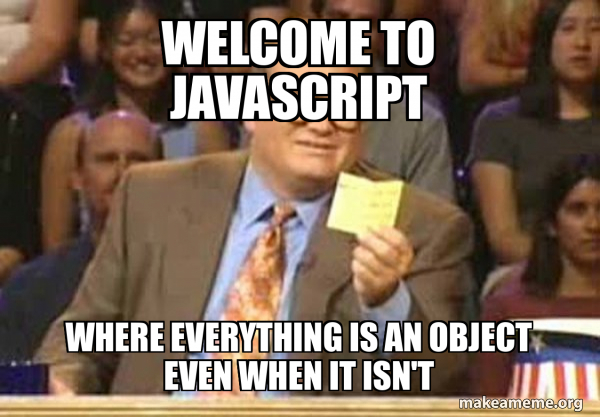 WELCOME TO
JAVASCRIPT
WHERE EVERYTHING IS AN OBJECT
EVEN WHEN IT ISN'T
makeameme.org